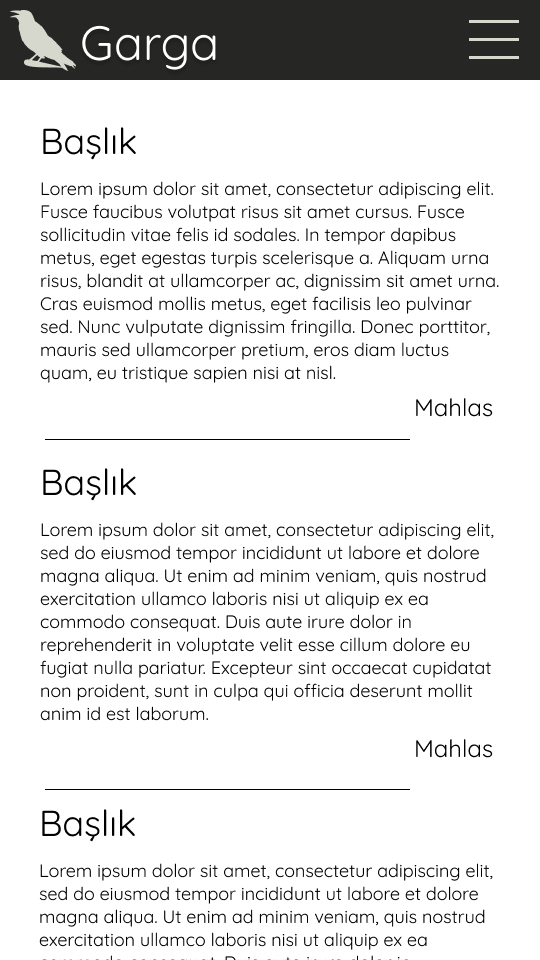 Garga
Başlık
Lorem ipsum dolor sit amet, consectetur adipiscing elit.
Fusce faucibus volutpat risus sit amet cursus. Fusce
sollicitudin vitae felis id sodales. In tempor dapibus
metus, eget egestas turpis scelerisque a. Aliquam urna
risus, blandit at ullamcorper ac, dignissim sit amet urna.
Cras euismod mollis metus, eget facilisis leo pulvinar
sed. Nunc vulputate dignissim fringilla. Donec porttitor,
mauris sed ullamcorper pretium, eros diam luctus
quam, eu tristique sapien nisi at nisl.
Mahlas
Başlık
Lorem ipsum dolor sit amet, consectetur adipiscing elit,
sed do eiusmod tempor incididunt ut labore et dolore
magna aliqua. Ut enim ad minim veniam, quis nostrud
exercitation ullamco laboris nisi ut aliquip ex ea
commodo consequat. Duis aute irure dolor in
reprehenderit in voluptate velit esse cillum dolore eu
fugiat nulla pariatur. Excepteur sint occaecat cupidatat
non proident, sunt in culpa qui officia deserunt mollit
anim id est laborum.
Mahlas
Başlık
Lorem ipsum dolor sit amet, consectetur adipiscing elit,
sed do eiusmod tempor incididunt ut labore et dolore
magna aliqua. Ut enim ad minim veniam, quis nostrud
exercitation ullamco laboris nisi ut aliquip ex ea